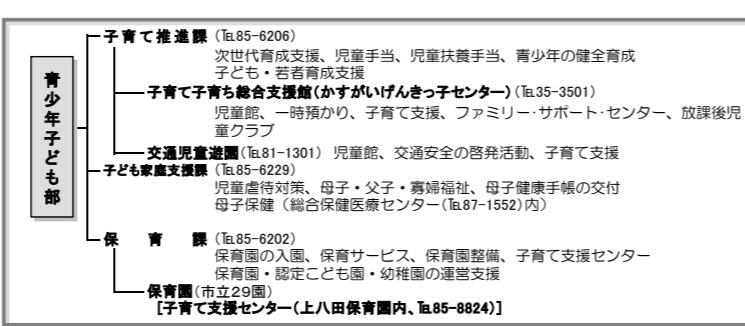 青少年子ども部
子育て推進課(℡85-6206)
次世代育成支援、児童手当、児童扶養手当、青少年の健全育成
子ども・若者育成支援
子育て子育ち総合支援館(かすがいげんきっ子センター)(℡35-3501)
児童館、一時預かり、子育て支援、ファミリー・サポート・センター、放課後児
童クラブ
交通児童遊園(℡81-1301) 児童館、交通安全の啓発活動、子育て支援
子ども家庭支援課(℡85-6229)
児童虐待対策、母子・父子・寡婦福祉、母子健康手帳の交付
母子保健(総合保健医療センター(℡87-1552)内)
保育課(℡85-6202)
保育園の入園、保育サービス、保育園整備、子育て支援センター
保育園・認定こども園・幼稚園の運営支援
保育園(市立29園)
[子育て支援センター(上八田保育園内、℡85-8824)]